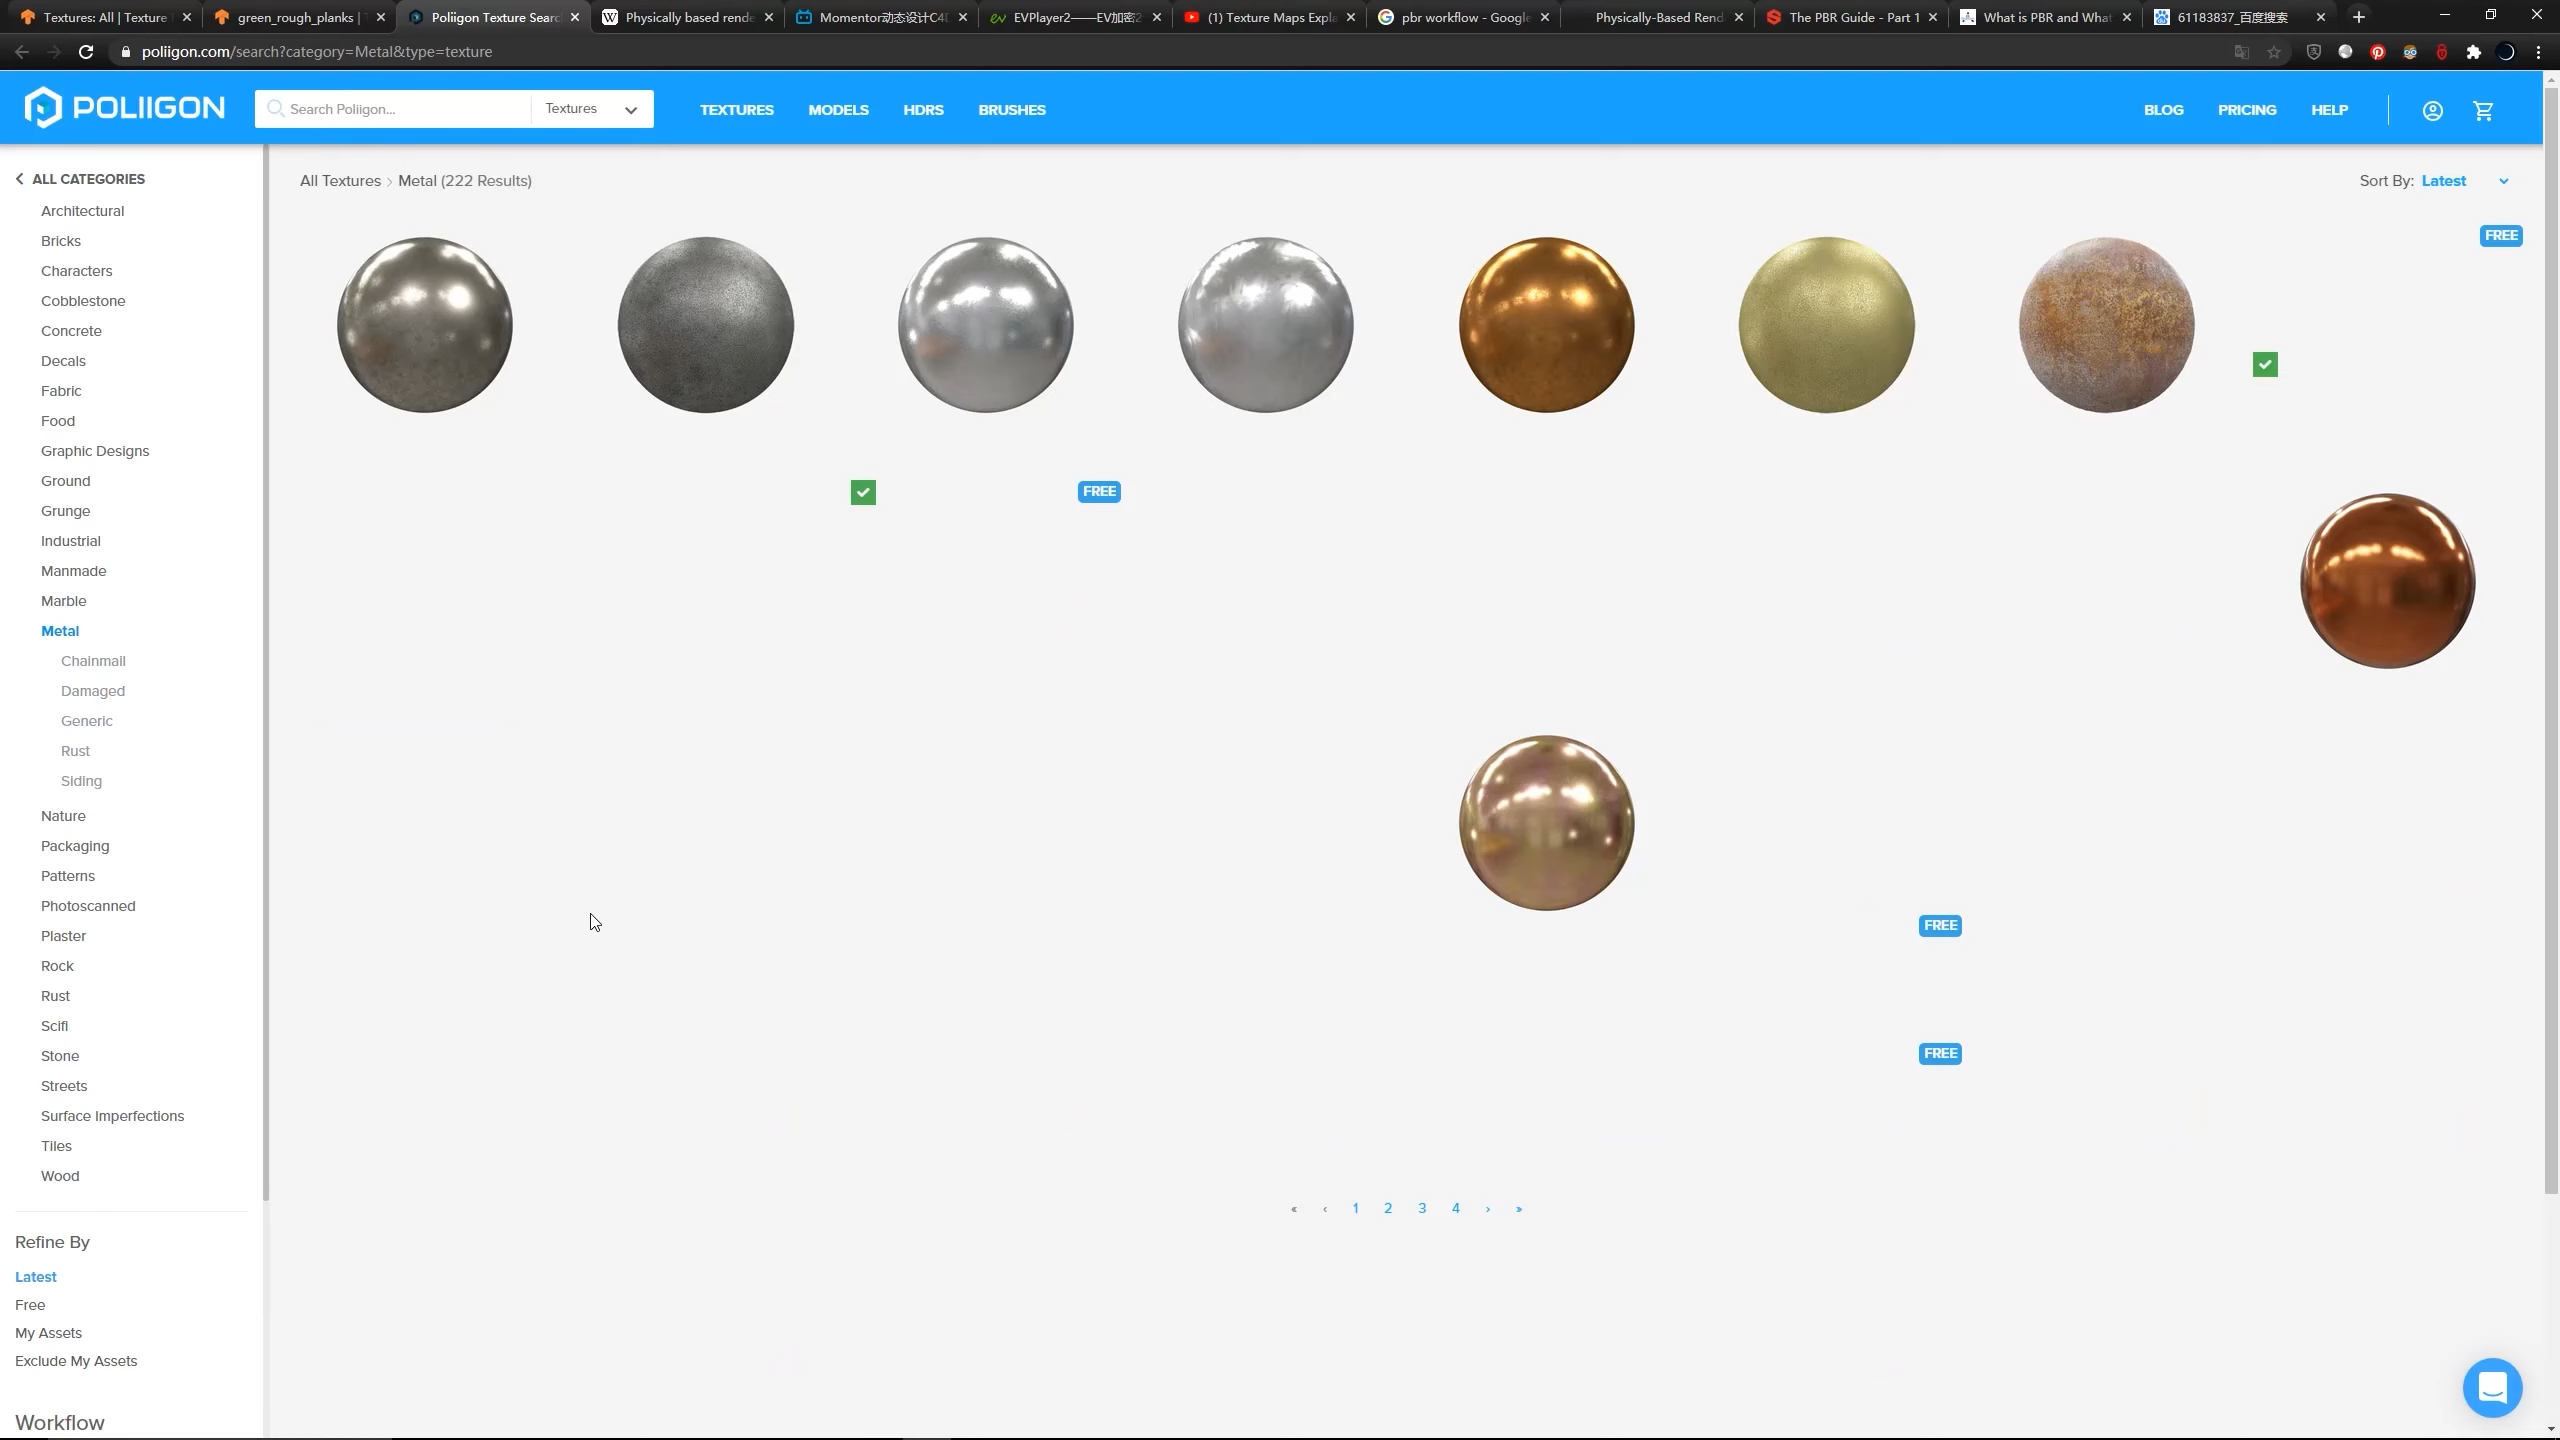 Textures: All | Texture
green_rough_planks |
Poliigon Texture Searc
Physically based rende
Momentor动态设计C4D
EVPlayer2——EV加密2
(1) Texture Maps Expla
pbr workflow - Google
Physically-Based Rend
The PBR Guide - Part 1
What is PBR and What
61183837_百度搜索
poliigon.com/search?category=Metal&type=texture
POLIIGON
Search Poliigon...
Textures
TEXTURES
MODELS
HDRS
BRUSHES
BLOG
PRICING
HELP
ALL CATEGORIES
Architectural
Bricks
Characters
Cobblestone
Concrete
Decals
Fabric
Food
Graphic Designs
Ground
Grunge
Industrial
Manmade
Marble
Metal
Chainmail
Damaged
Generic
Rust
Siding
Nature
Packaging
Patterns
Photoscanned
Plaster
Rock
Rust
Scifi
Stone
Streets
Surface Imperfections
Tiles
Wood
Refine By
Latest
Free
My Assets
Exclude My Assets
Workflow
All Textures › Metal (222 Results)
Sort By: Latest
FREE
FREE
FREE
FREE
« ‹ 1 2 3 4 › »